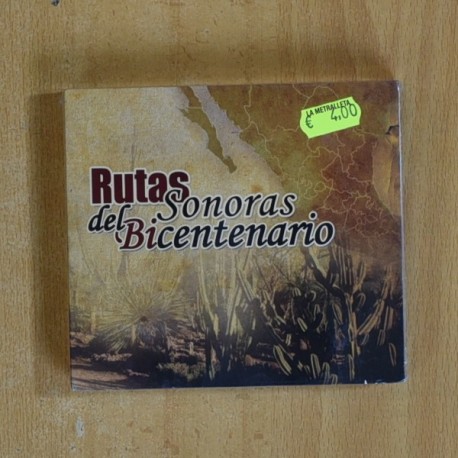 LA METRALLETA
€ 4,00
Rutas
Sonoras
del
Bicentenario